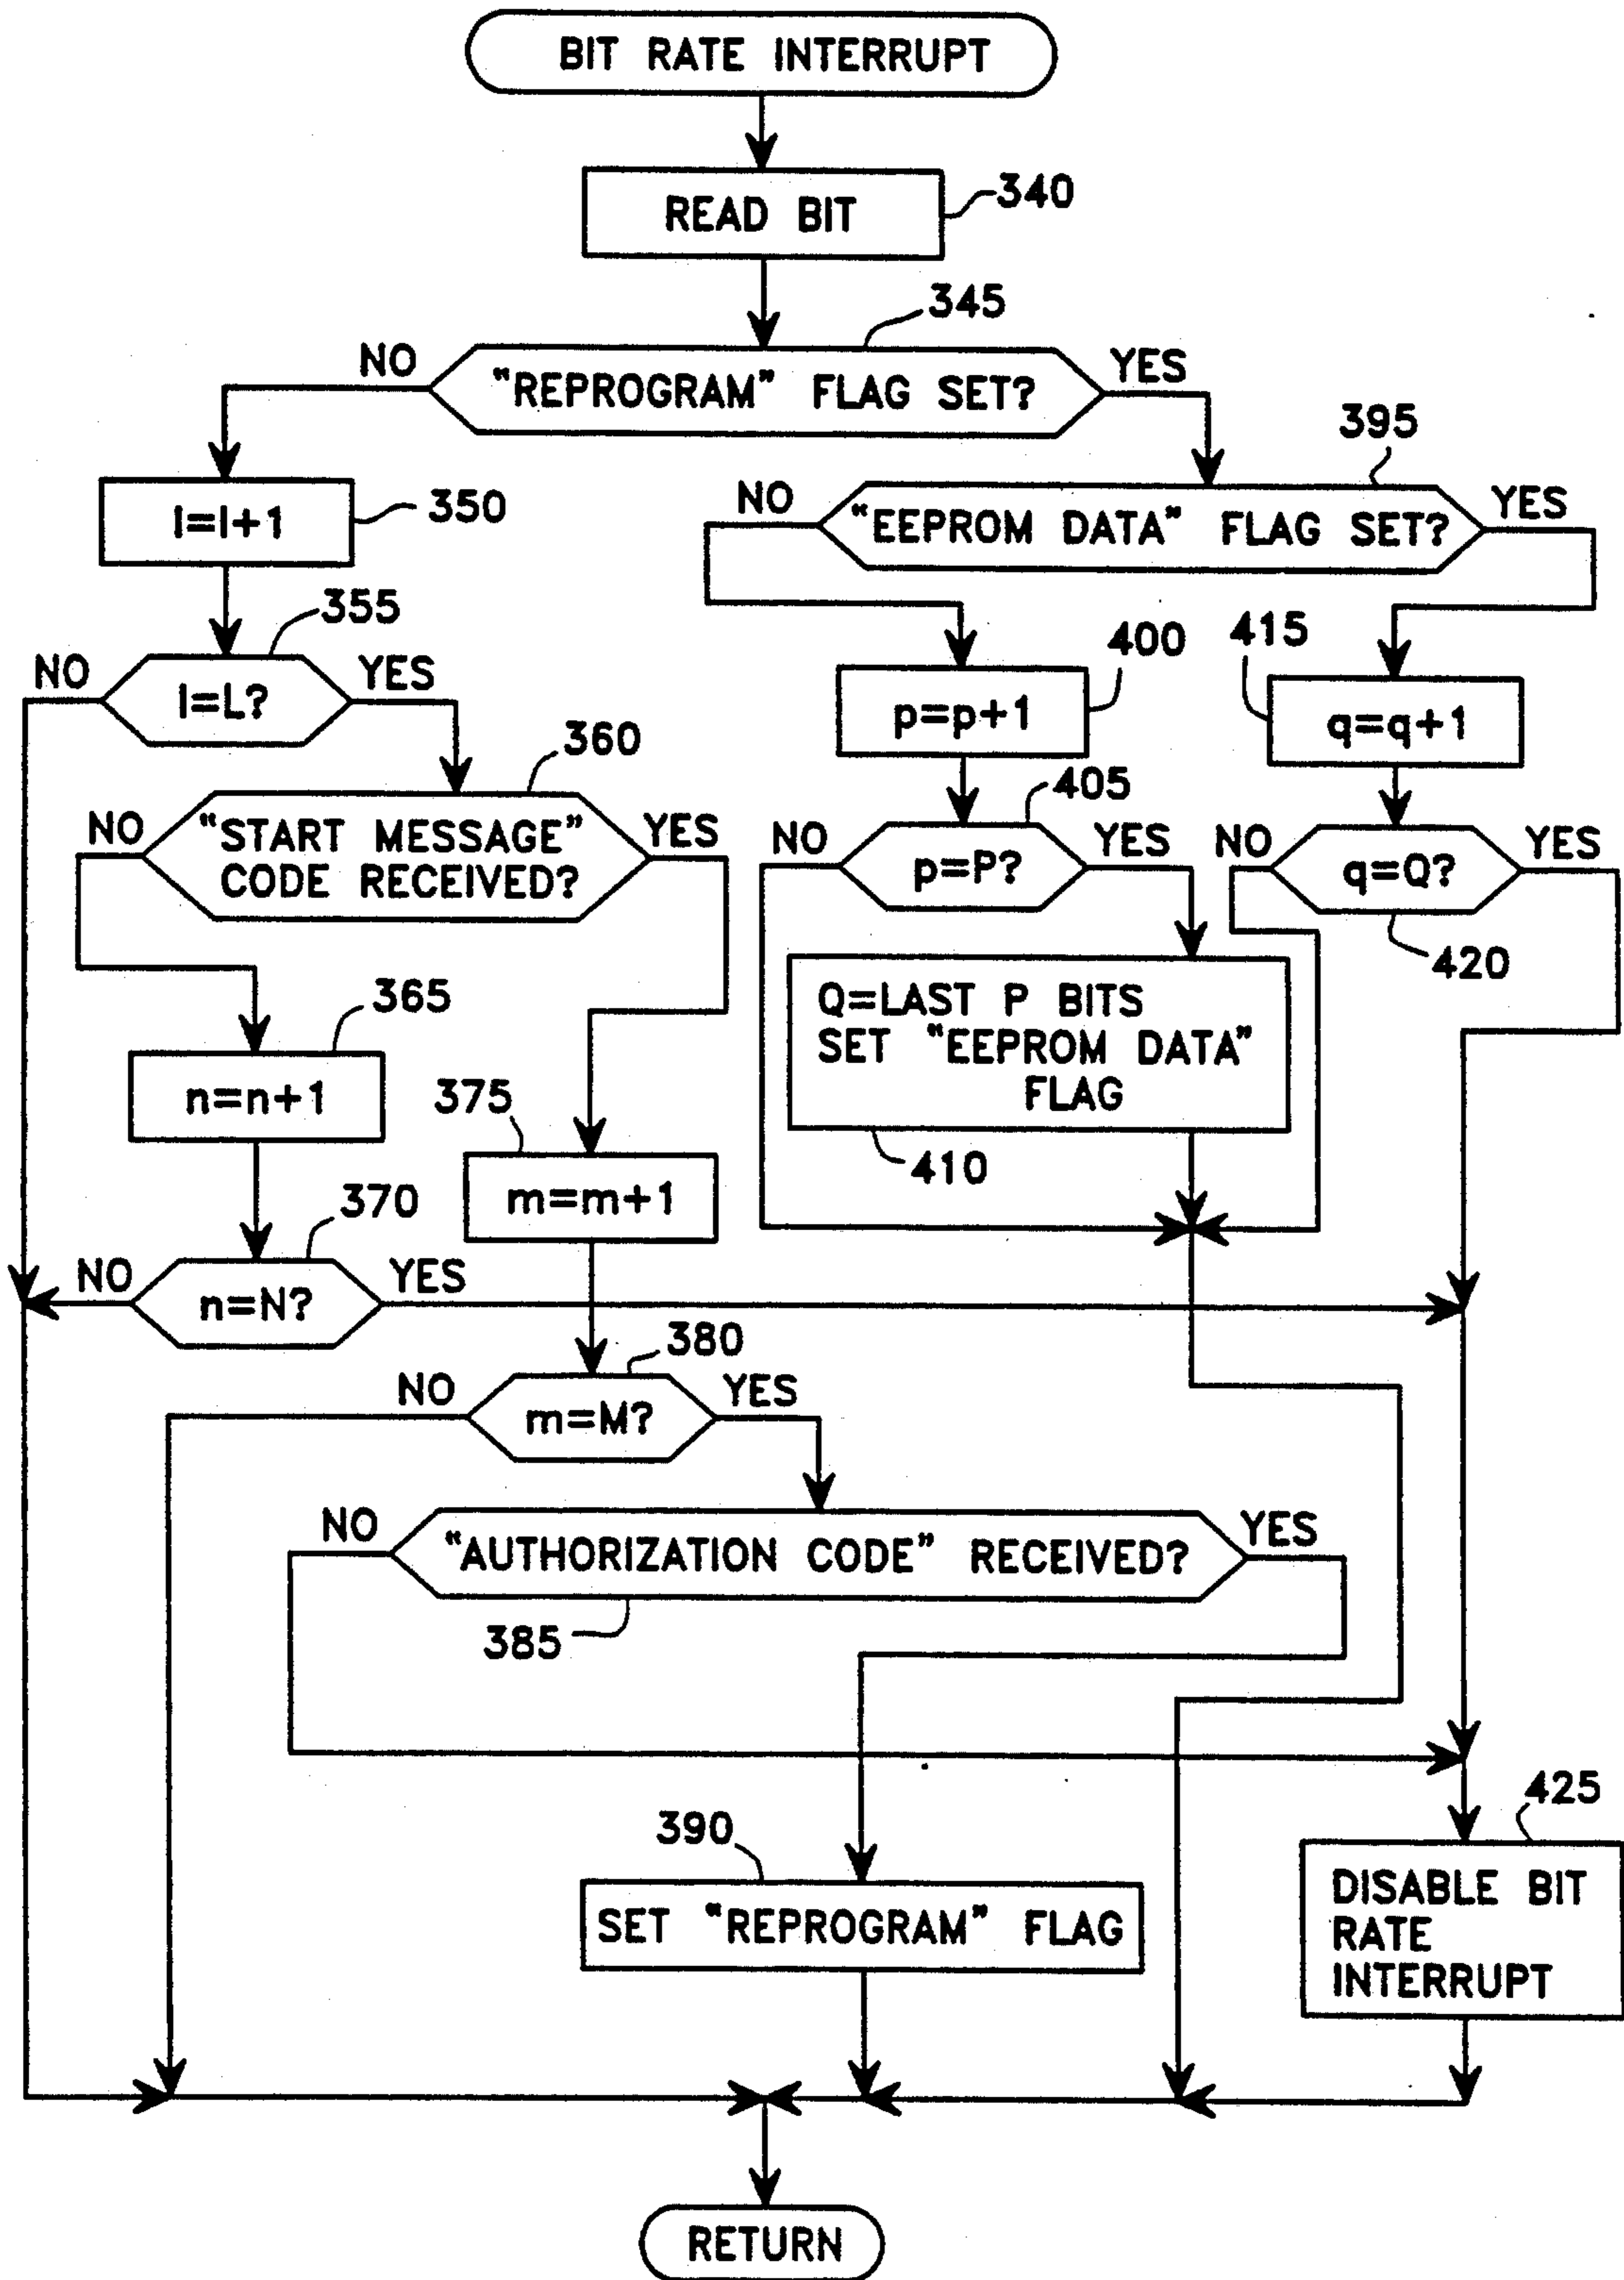 BIT RATE INTERRUPT
READ BIT
340
345
NO
"REPROGRAM" FLAG SET?
YES
395
NO
"EEPROM DATA" FLAG SET?
YES
l=l+1
350
355
NO
l=L?
YES
400
p=p+1
415
q=q+1
360
NO
"START MESSAGE"
CODE RECEIVED?
YES
405
NO
p=P?
YES
NO
q=Q?
YES
420
Q=LAST P BITS
SET "EEPROM DATA"
FLAG
410
365
n=n+1
375
m=m+1
370
NO
n=N?
YES
380
NO
m=M?
YES
NO
"AUTHORIZATION CODE" RECEIVED?
YES
385
390
SET "REPROGRAM" FLAG
425
DISABLE BIT
RATE
INTERRUPT
RETURN